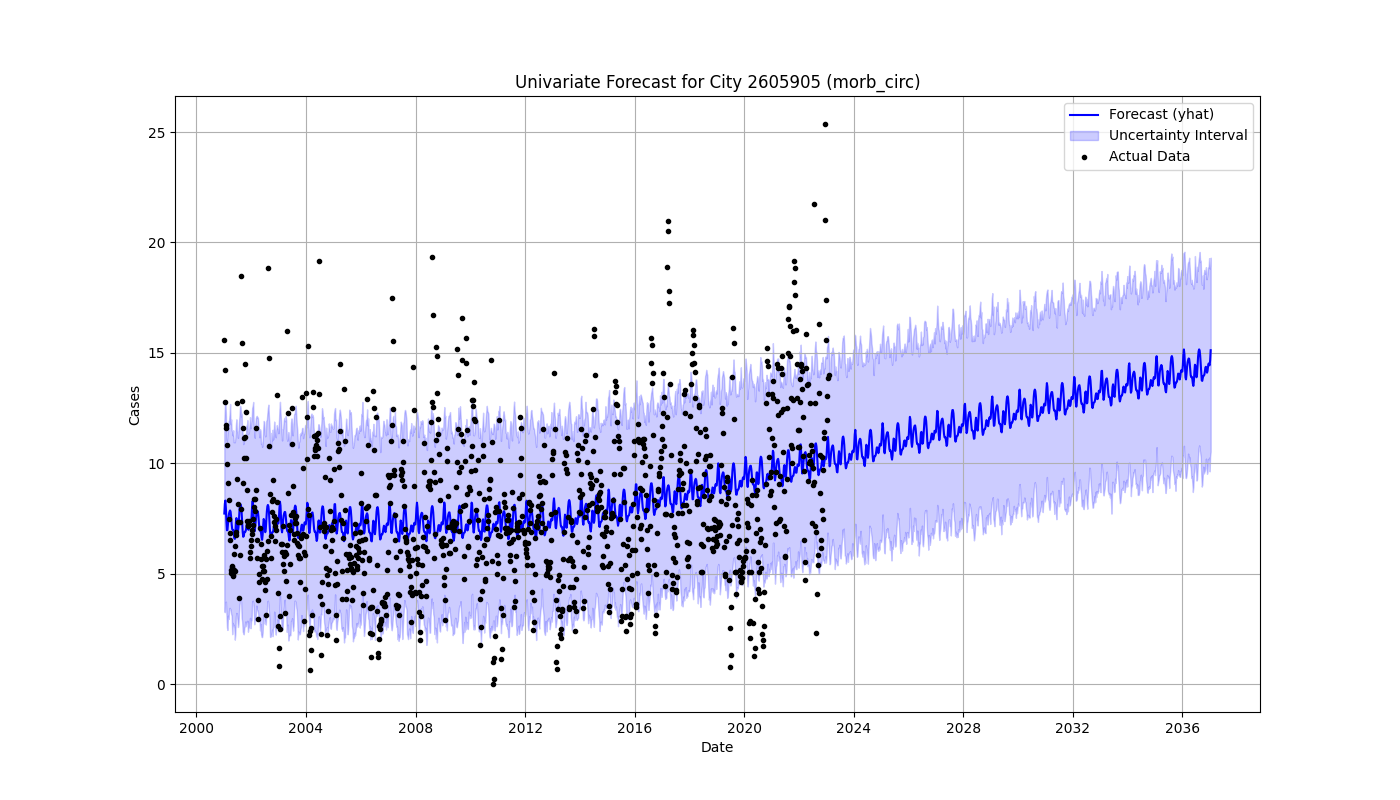 Univariate Forecast for City 2605905 (morb_circ)
Forecast (yhat)
Uncertainty Interval
Actual Data
Cases
25
20
15
10
5
0
2000 2004 2008 2012 2016 2020 2024 2028 2032 2036
Date